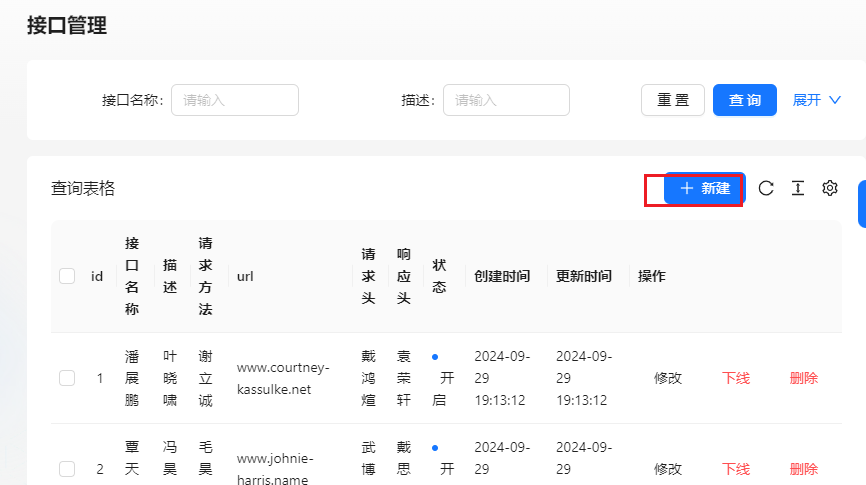 接口管理
接口名称： 请输入 描述： 请输入 重 置 查 询 展开
查询表格 新建
id 接口名称 描述 请求方法 url 请求头 响应头 状态 创建时间 更新时间 操作
1 潘展鹏 叶晓啸 谢立诚 www.courtney-kassulke.net 戴鸿煊 袁荣轩 开启 2024-09-29 19:13:12 2024-09-29 19:13:12 修改 下线 删除
2 覃天 冯昊 毛昊 www.johnie-harris.name 武博 戴思 开 2024-09-29 2024-09-29 修改 下线 删除